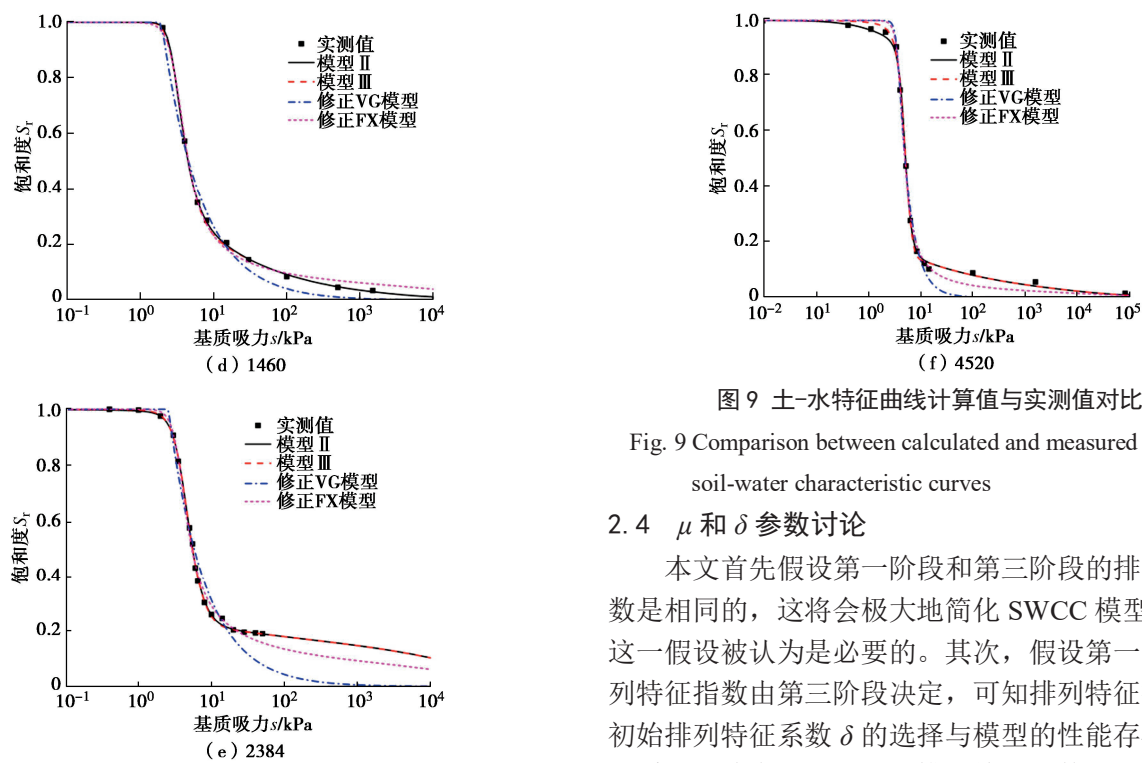 1.0
0.8
0.6
0.4
0.2
0
饱和度Sr
实测值
模型Ⅱ
模型Ⅲ
修正VG模型
修正FX模型
10⁻¹ 10⁰ 10¹ 10² 10³ 10⁴
基质吸力s/kPa
(d) 1460
1.0
0.8
0.6
0.4
0.2
0
饱和度Sr
实测值
模型Ⅱ
模型Ⅲ
修正VG模型
修正FX模型
10⁻¹ 10⁰ 10¹ 10² 10³ 10⁴
基质吸力s/kPa
(e) 2384
1.0
0.8
0.6
0.4
0.2
0
饱和度Sr
实测值
模型Ⅱ
模型Ⅲ
修正VG模型
修正FX模型
10⁻² 10¹ 10⁰ 10¹ 10² 10³ 10⁴ 10⁵
基质吸力s/kPa
(f) 4520
图 9 土-水特征曲线计算值与实测值对比
Fig. 9 Comparison between calculated and measured
soil-water characteristic curves
2.4 μ 和 δ 参数讨论
本文首先假设第一阶段和第三阶段的排
数是相同的，这将会极大地简化 SWCC 模型
这一假设被认为是必要的。其次，假设第一
列特征指数由第三阶段决定，可知排列特征
初始排列特征系数 δ 的选择与模型的性能存